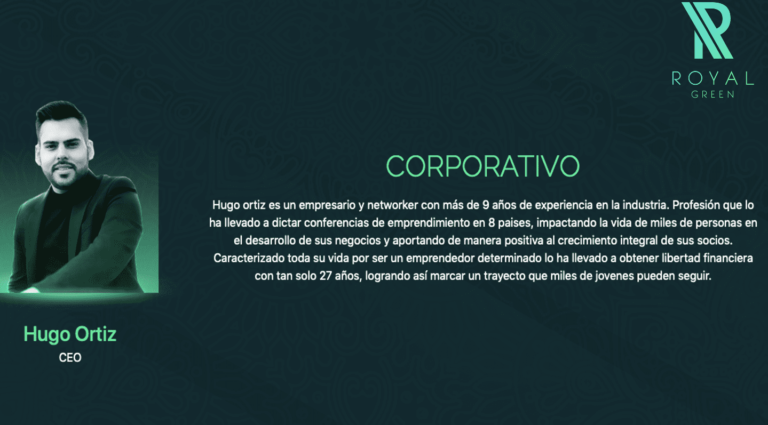 ROYAL
GREEN
CORPORATIVO
Hugo ortiz es un empresario y networker con más de 9 años de experiencia en la industria. Profesión que lo
ha llevado a dictar conferencias de emprendimiento en 8 paises, impactando la vida de miles de personas en
el desarrollo de sus negocios y aportando de manera positiva al crecimiento integral de sus socios.
Caracterizado toda su vida por ser un emprendedor determinado lo ha llevado a obtener libertad financiera
con tan solo 27 años, logrando así marcar un trayecto que miles de jovenes pueden seguir.
Hugo Ortiz
CEO